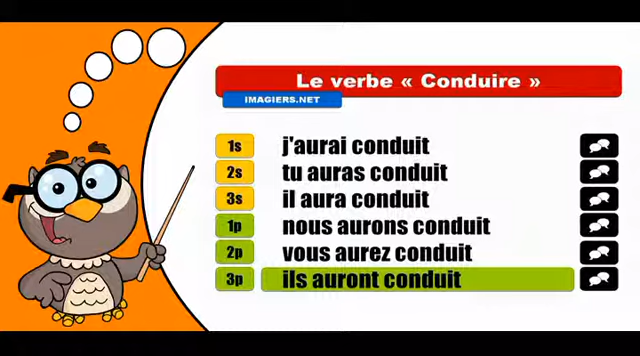 Le verbe « Conduire »
IMAGIERS.NET
1s j'aurai conduit
2s tu auras conduit
3s il aura conduit
1p nous aurons conduit
2p vous aurez conduit
3p ils auront conduit